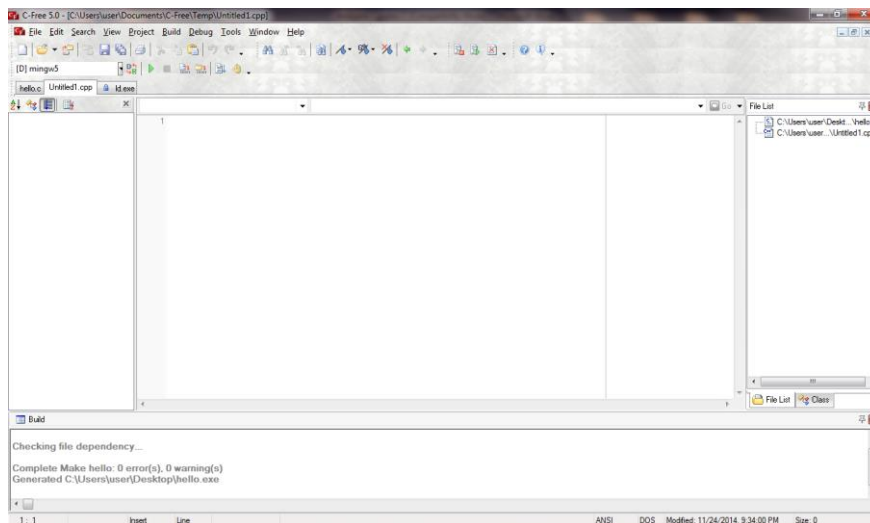 C-Free 5.0 - [C:\Users\user\Documents\C-Free\Temp\Untitled1.cpp]
File Edit Search View Project Build Debug Tools Window Help
[D] mingw5
hello.c Untitled1.cpp ld.exe
Go File List
1
C:\Users\user\Deskt...\hello
C:\Users\user...\Untitled1.cp
File List Class
Build
Checking file dependency...
Complete Make hello: 0 error(s), 0 warning(s)
Generated C:\Users\user\Desktop\hello.exe
1: 1 Insert Line ANSI DOS Modified: 11/24/2014, 9:34:00 PM Size: 0